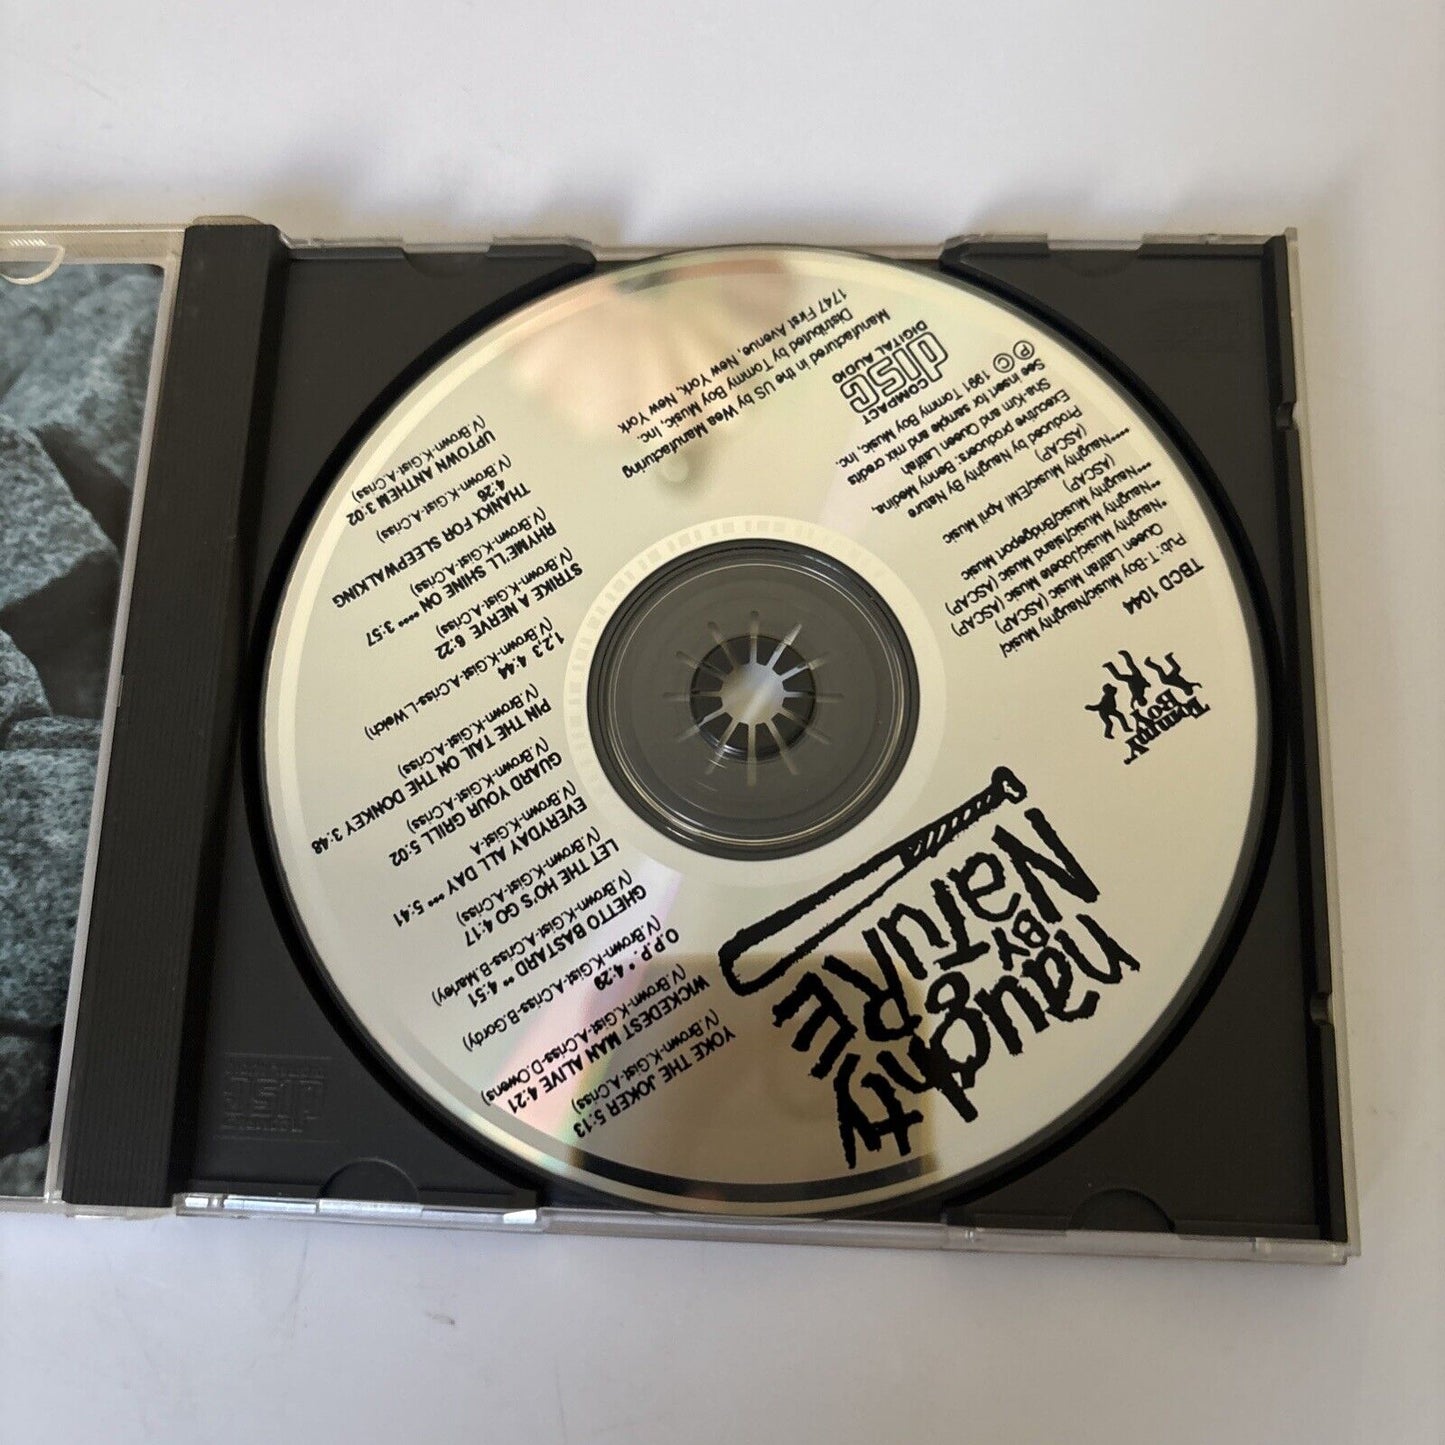 naughty
BY
NaTURE
Tommy
BOY
TM
TBCD 1044
Pub: T-Boy Music/Naughty Music/
Queen Latifah Music (ASCAP)
*Naughty Music/Jobete Music (ASCAP)
**Naughty Music/Island Music (ASCAP)
***Naughty Music/Bridgeport Music
(ASCAP)
****Naughty Music/EMI April Music
(ASCAP)
Produced by Naughty By Nature
Executive producers: Benny Medina,
Sha-Kim and Queen Latifah
See insert for sample and mix credits
℗ © 1991 Tommy Boy Music, Inc.
COMPACT
disc
DIGITAL AUDIO
Manufactured in the US by Wea Manufacturing
Distributed by Tommy Boy Music, Inc.
1747 First Avenue, New York, New York
YOKE THE JOKER 5:13
(V.Brown-K.Gist-A.Criss)
WICKEDEST MAN ALIVE 4:21
(V.Brown-K.Gist-A.Criss-D.Owens)
O.P.P. * 4:29
(V.Brown-K.Gist-A.Criss-B.Gordy)
GHETTO BASTARD ** 4:51
(V.Brown-K.Gist-A.Criss-B.Marley)
LET THE HO'S GO 4:17
(V.Brown-K.Gist-A.Criss)
EVERYDAY ALL DAY *** 5:41
(V.Brown-K.Gist-A
GUARD YOUR GRILL 5:02
(V.Brown-K.Gist-A.Criss)
PIN THE TAIL ON THE DONKEY 3:48
(V.Brown-K.Gist-A.Criss)
1,2,3 4:44
(V.Brown-K.Gist-A.Criss-L.Welch)
STRIKE A NERVE 6:22
(V.Brown-K.Gist-A.Criss)
RHYME'LL SHINE ON **** 3:57
(V.Brown-K.Gist-A.Criss)
THANKX FOR SLEEPWALKING
4:26
(V.Brown-K.Gist-A.Criss)
UPTOWN ANTHEM 3:02
(V.Brown-K.Gist-A.Criss)